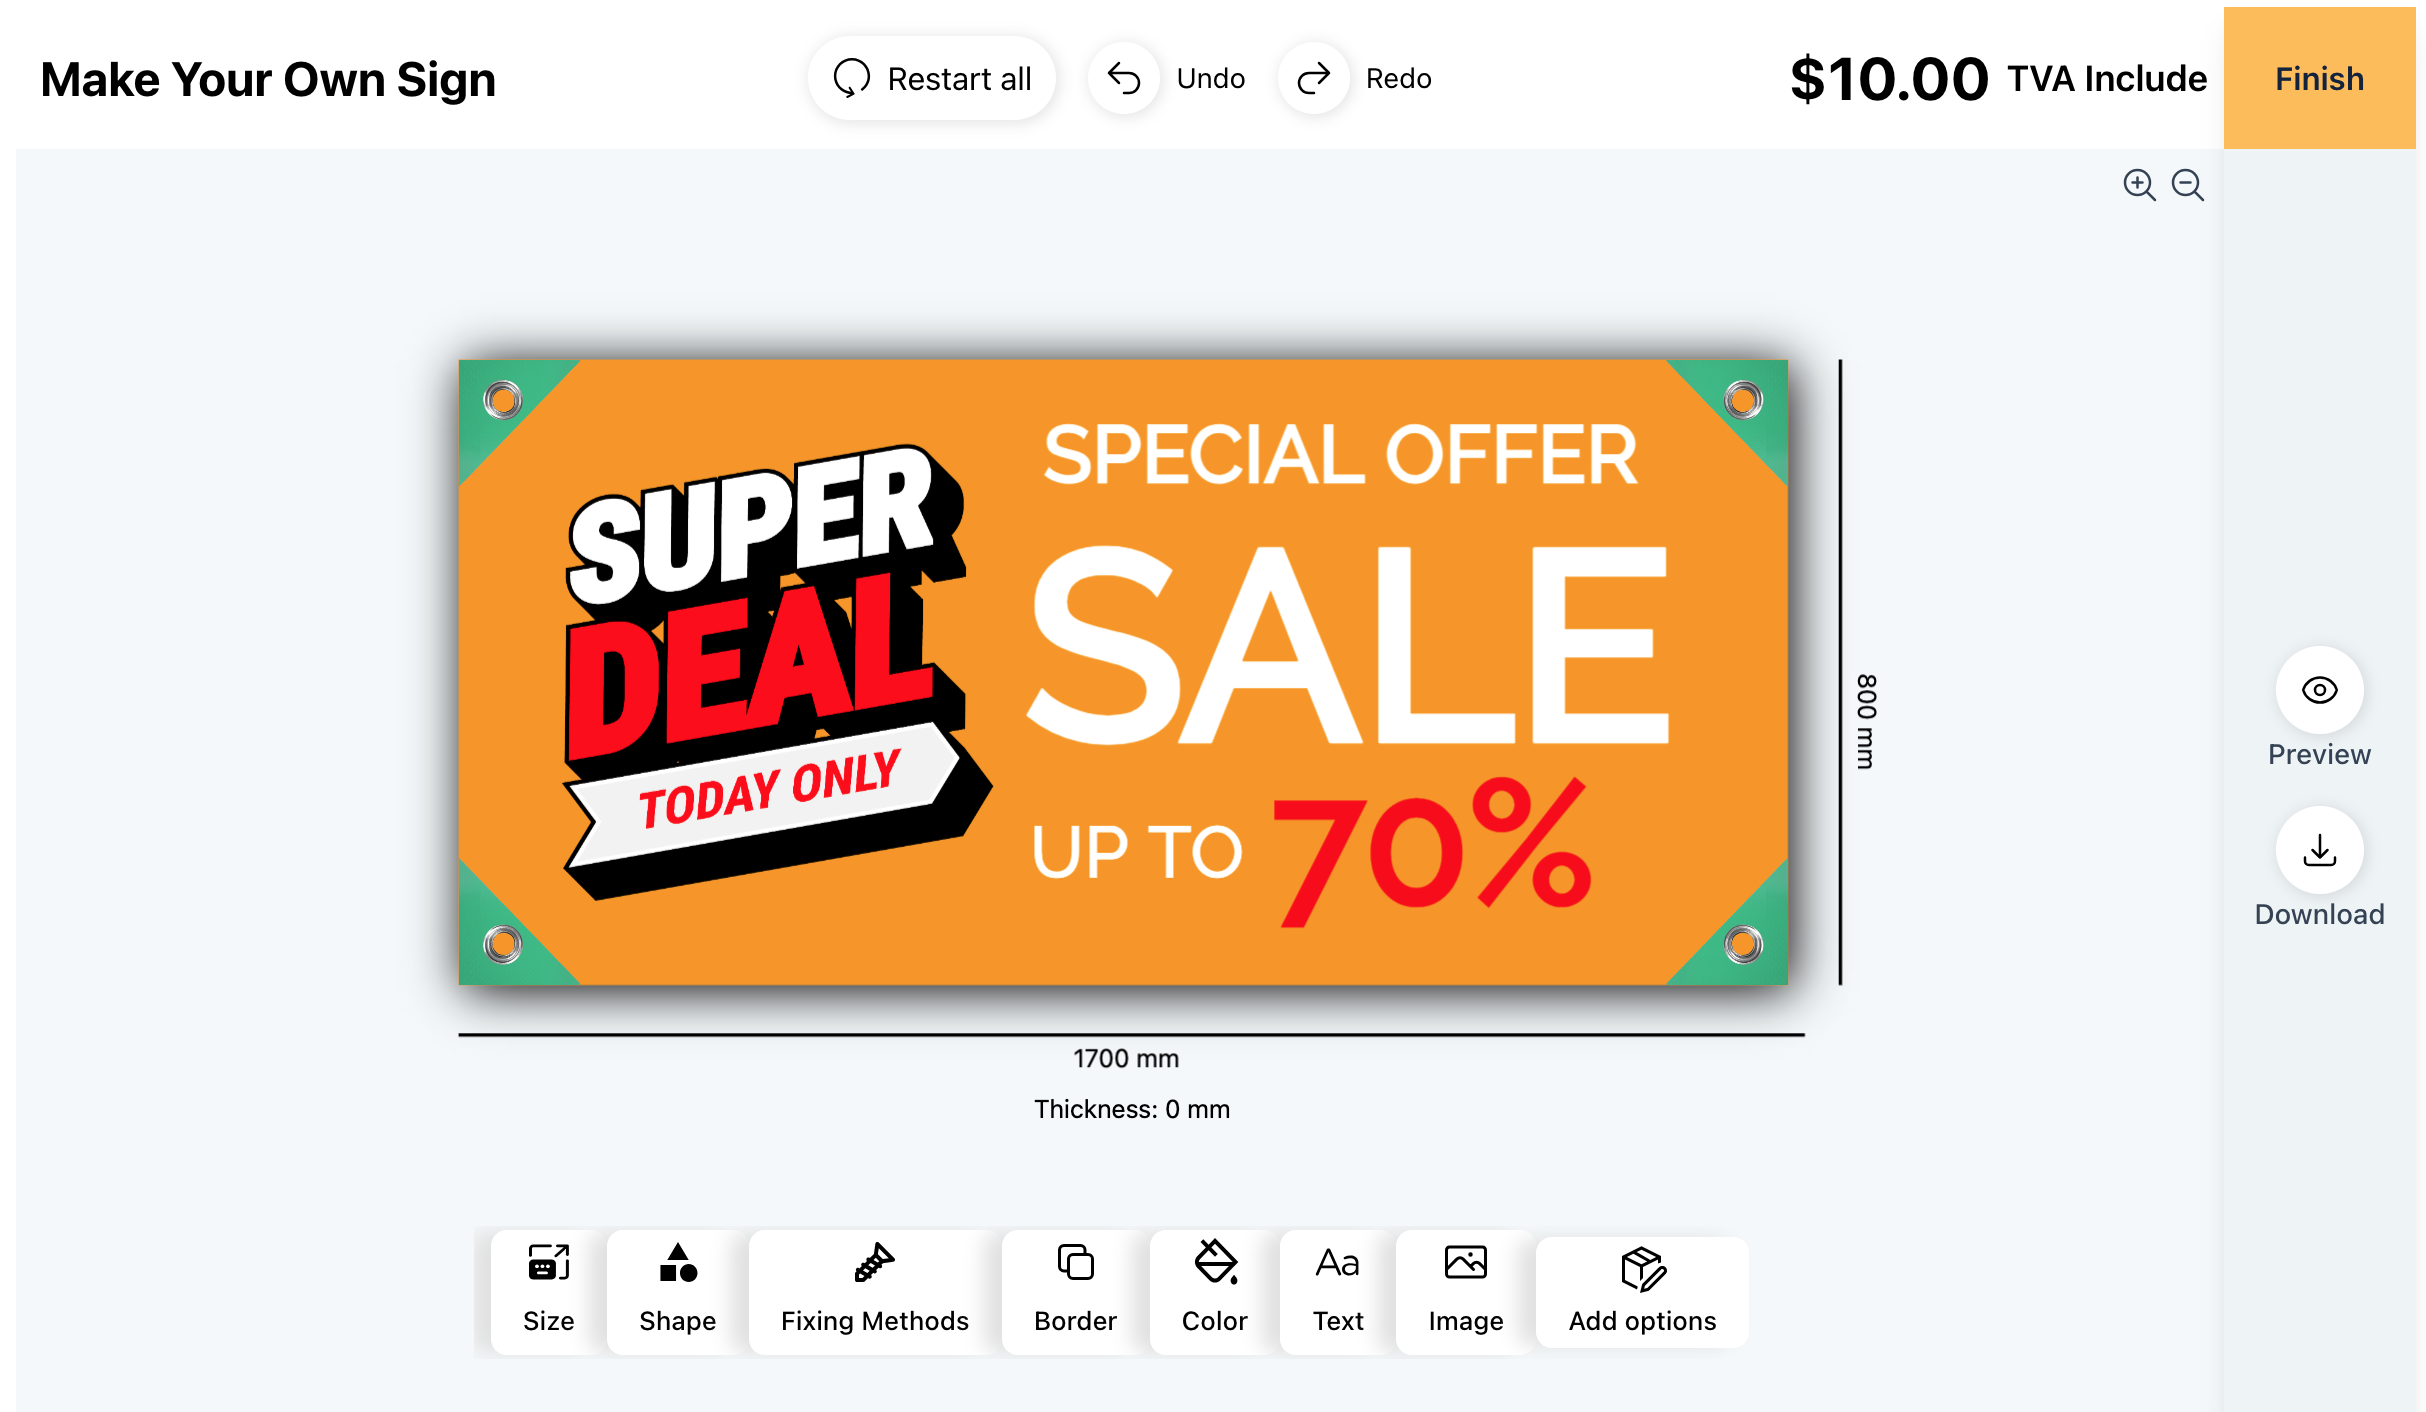 Make Your Own Sign
Restart all
Undo
Redo
$10.00 TVA Include
Finish
SUPER
DEAL
TODAY ONLY
SPECIAL OFFER
SALE
UP TO 70%
800 mm
1700 mm
Thickness: 0 mm
Preview
Download
Size
Shape
Fixing Methods
Border
Color
Aa
Text
Image
Add options